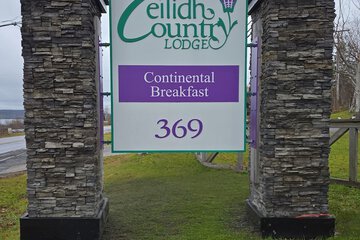 Ceilidh
Country
LODGE
Continental
Breakfast
369